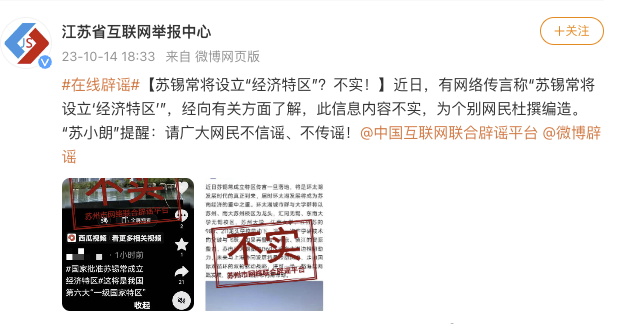 江苏省互联网举报中心
+关注
23-10-14 18:33 来自 微博网页版
#在线辟谣#【苏锡常将设立“经济特区”？不实！】近日，有网络传言称“苏锡常将
设立‘经济特区’”，经向有关方面了解，此信息内容不实，为个别网民杜撰编造。
“苏小朗”提醒：请广大网民不信谣、不传谣！@中国互联网联合辟谣平台 @微博辟
谣
不实
苏州市网络联合辟谣平台
西瓜视频 | 看更多相关视频
1小时前
#国家批准苏锡常成立
经济特区#这将是我国
第六大“一级国家特区”
收起
2
1
21
不实
苏州市网络联合辟谣平台